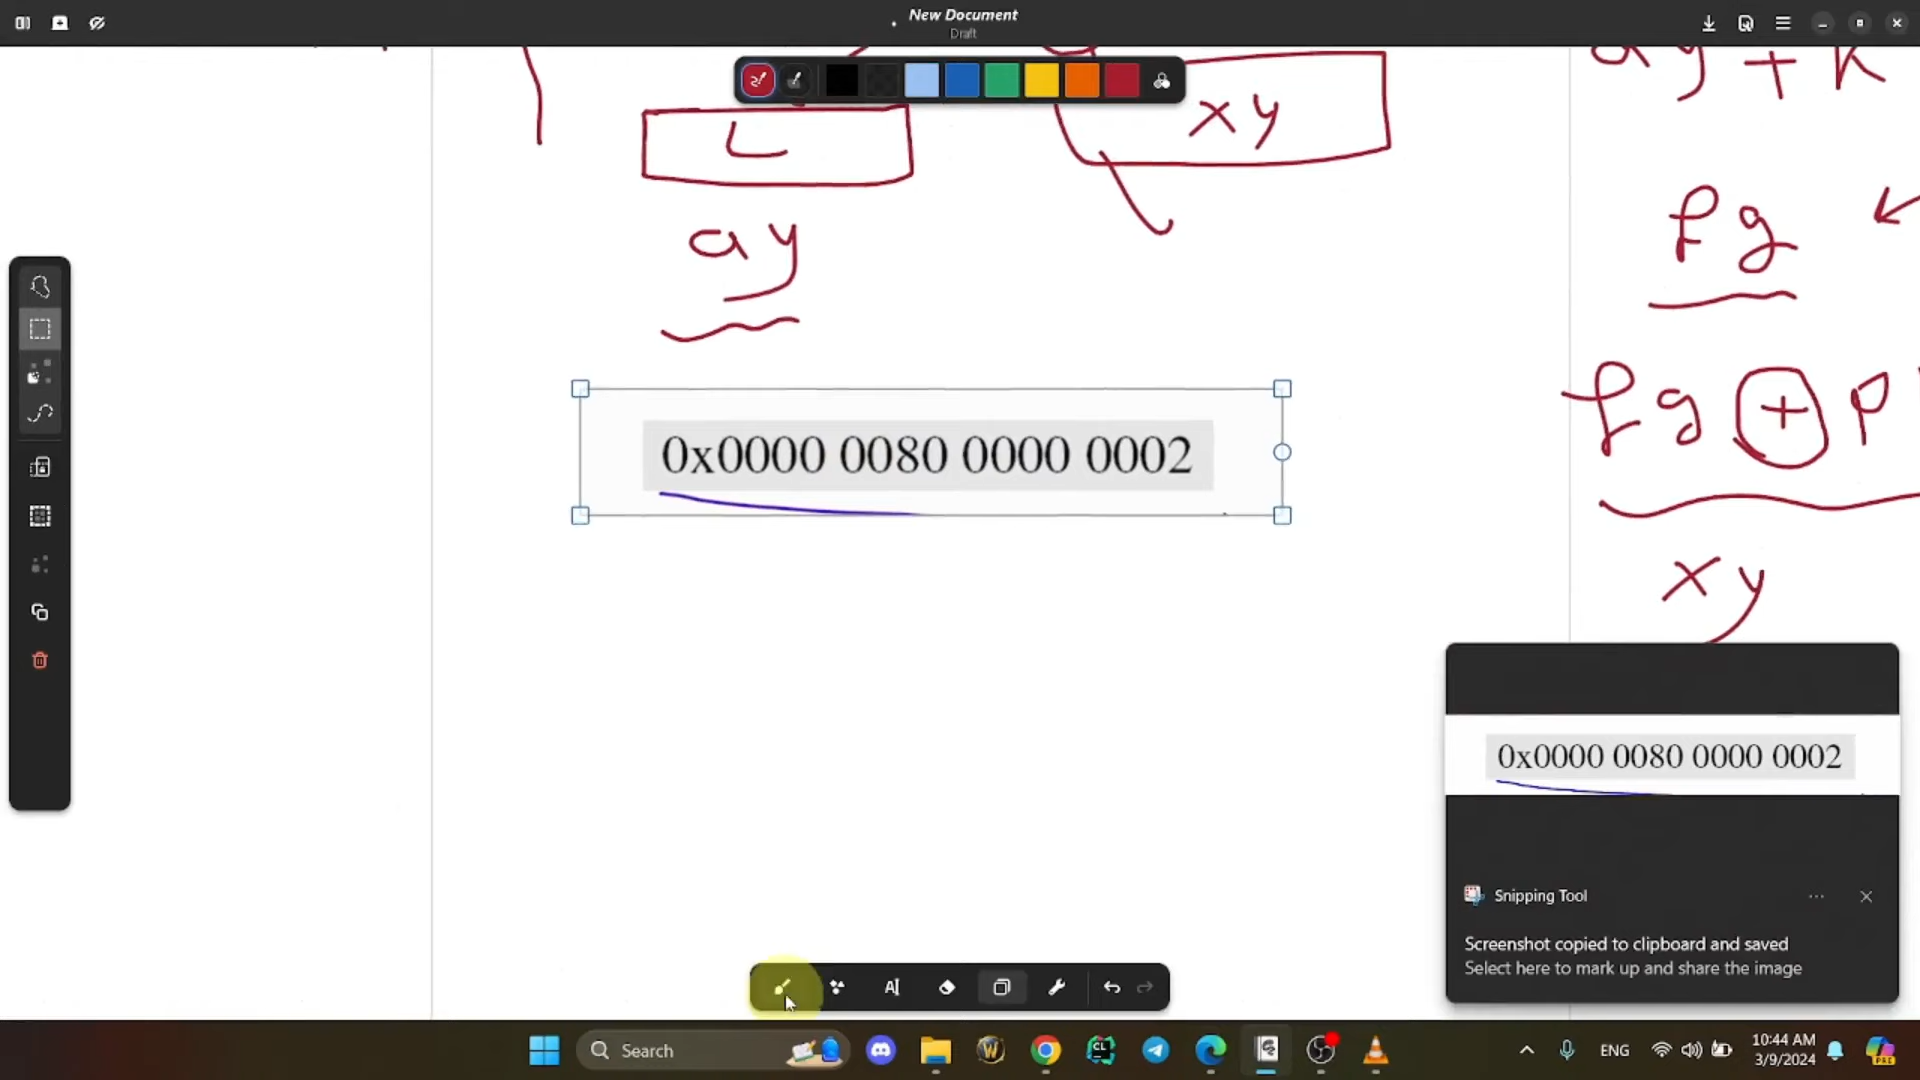 New Document
Draft
xy
ay
0x0000 0080 0000 0002
fg
fg + p
xy
0x0000 0080 0000 0002
Snipping Tool
Screenshot copied to clipboard and saved
Select here to mark up and share the image
Search
ENG
10:44 AM
3/9/2024